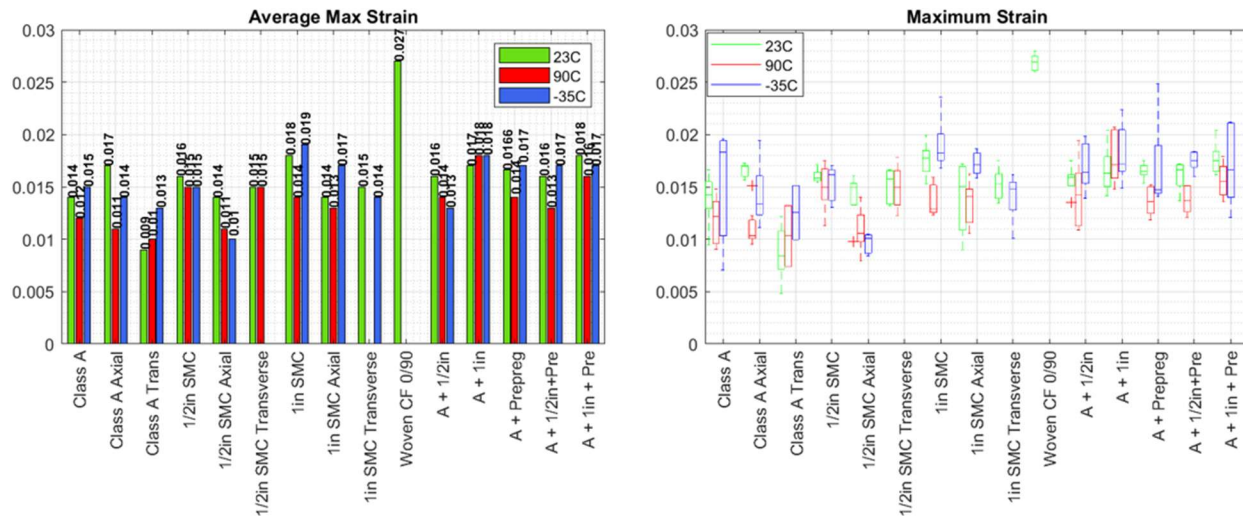 Average Max Strain
0.03
0.025
0.02
0.015
0.01
0.005
0
23C
90C
-35C
0.014
0.012
0.015
0.017
0.011
0.014
0.009
0.01
0.013
0.016
0.015
0.015
0.014
0.011
0.01
0.015
0.015
0.018
0.014
0.019
0.014
0.013
0.017
0.015
0.014
0.027
0.016
0.014
0.013
0.017
0.018
0.018
0.0166
0.014
0.017
0.016
0.013
0.017
0.018
0.016
0.017
Class A
Class A Axial
Class A Trans
1/2in SMC
1/2in SMC Axial
1/2in SMC Transverse
1in SMC
1in SMC Axial
1in SMC Transverse
Woven CF 0/90
A + 1/2in
A + 1in
A + Prepreg
A + 1/2in+Pre
A + 1in + Pre
Maximum Strain
0.03
0.025
0.02
0.015
0.01
0.005
0
23C
90C
-35C
Class A
Class A Axial
Class A Trans
1/2in SMC
1/2in SMC Axial
1/2in SMC Transverse
1in SMC
1in SMC Axial
1in SMC Transverse
Woven CF 0/90
A + 1/2in
A + 1in
A + Prepreg
A + 1/2in+Pre
A + 1in + Pre